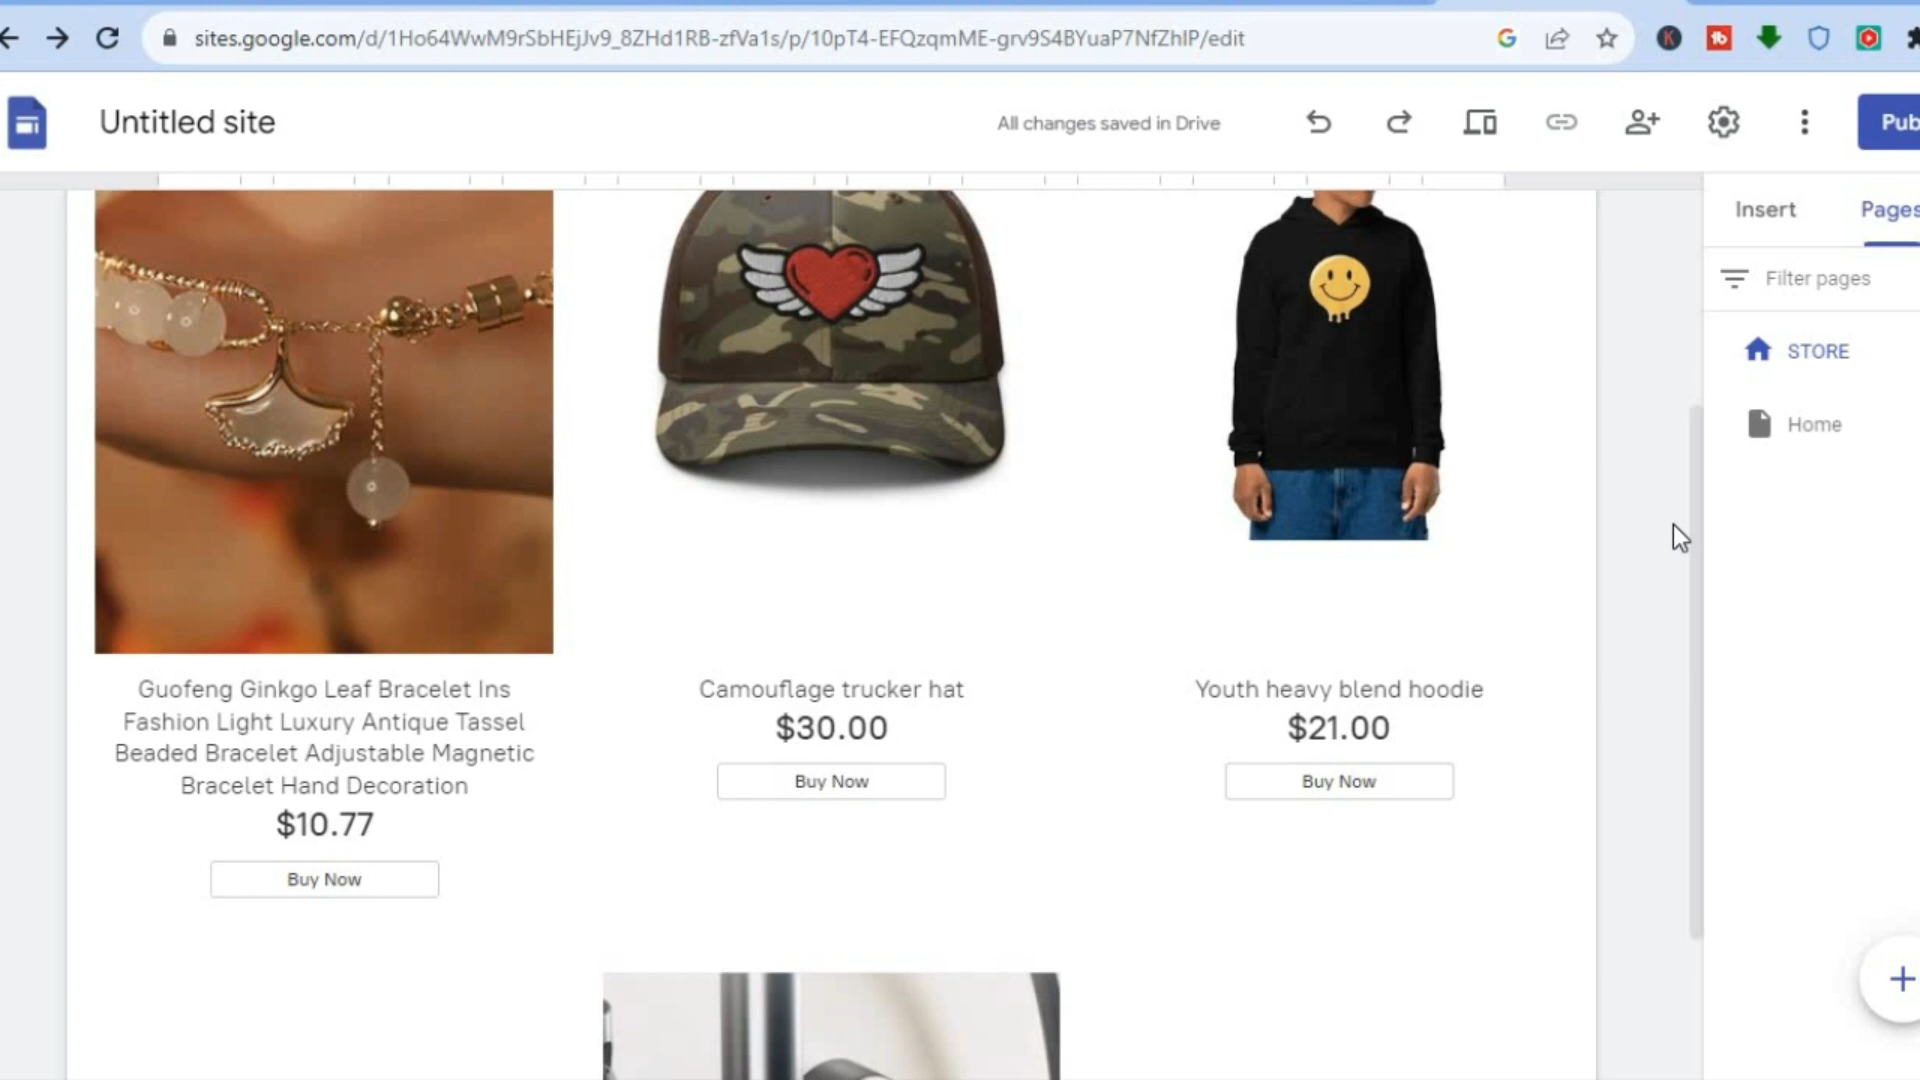 sites.google.com/d/1Ho64WwM9rSbHEjJv9_8ZHd1RB-zfVa1s/p/10pT4-EFQzqmME-grv9S4BYuaP7NfZhIP/edit
Untitled site
All changes saved in Drive
Pub
Insert
Pages
Filter pages
STORE
Home
Guofeng Ginkgo Leaf Bracelet Ins
Fashion Light Luxury Antique Tassel
Beaded Bracelet Adjustable Magnetic
Bracelet Hand Decoration
$10.77
Buy Now
Camouflage trucker hat
$30.00
Buy Now
Youth heavy blend hoodie
$21.00
Buy Now